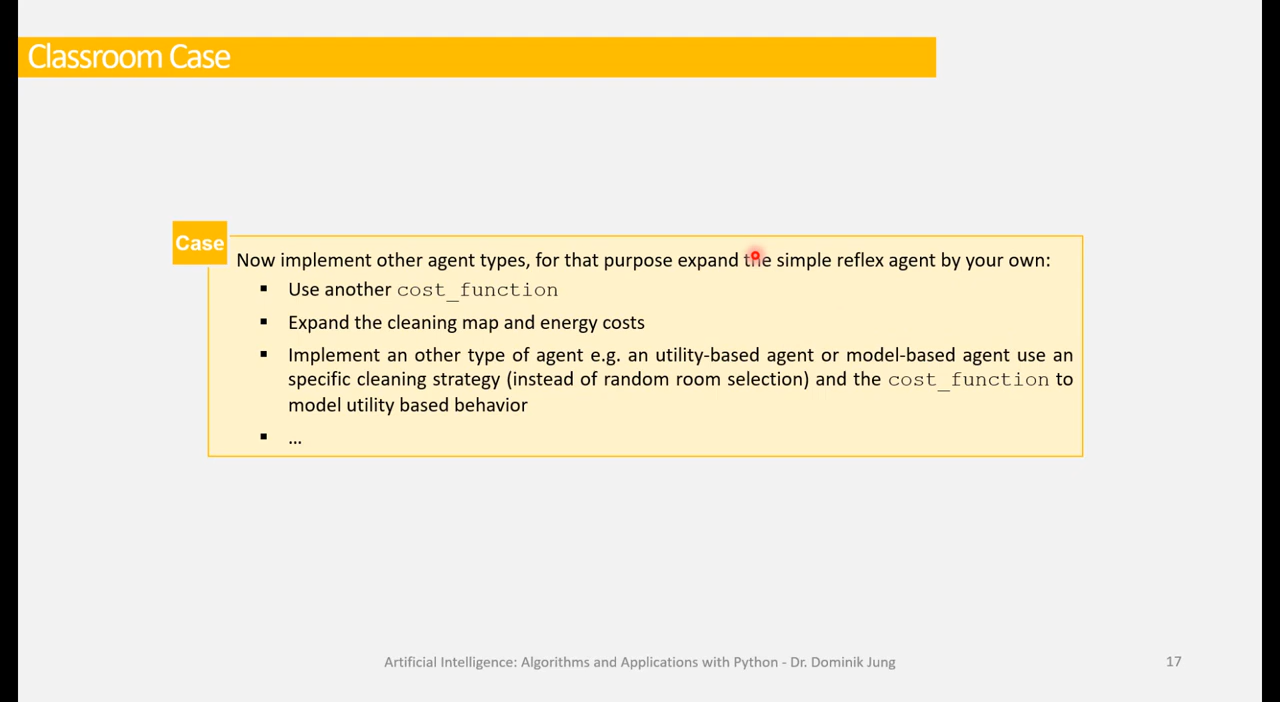 Classroom Case
Case
Now implement other agent types, for that purpose expand the simple reflex agent by your own:
▪ Use another cost_function
▪ Expand the cleaning map and energy costs
▪ Implement an other type of agent e.g. an utility-based agent or model-based agent use an
specific cleaning strategy (instead of random room selection) and the cost_function to
model utility based behavior
▪ ...
Artificial Intelligence: Algorithms and Applications with Python - Dr. Dominik Jung
17